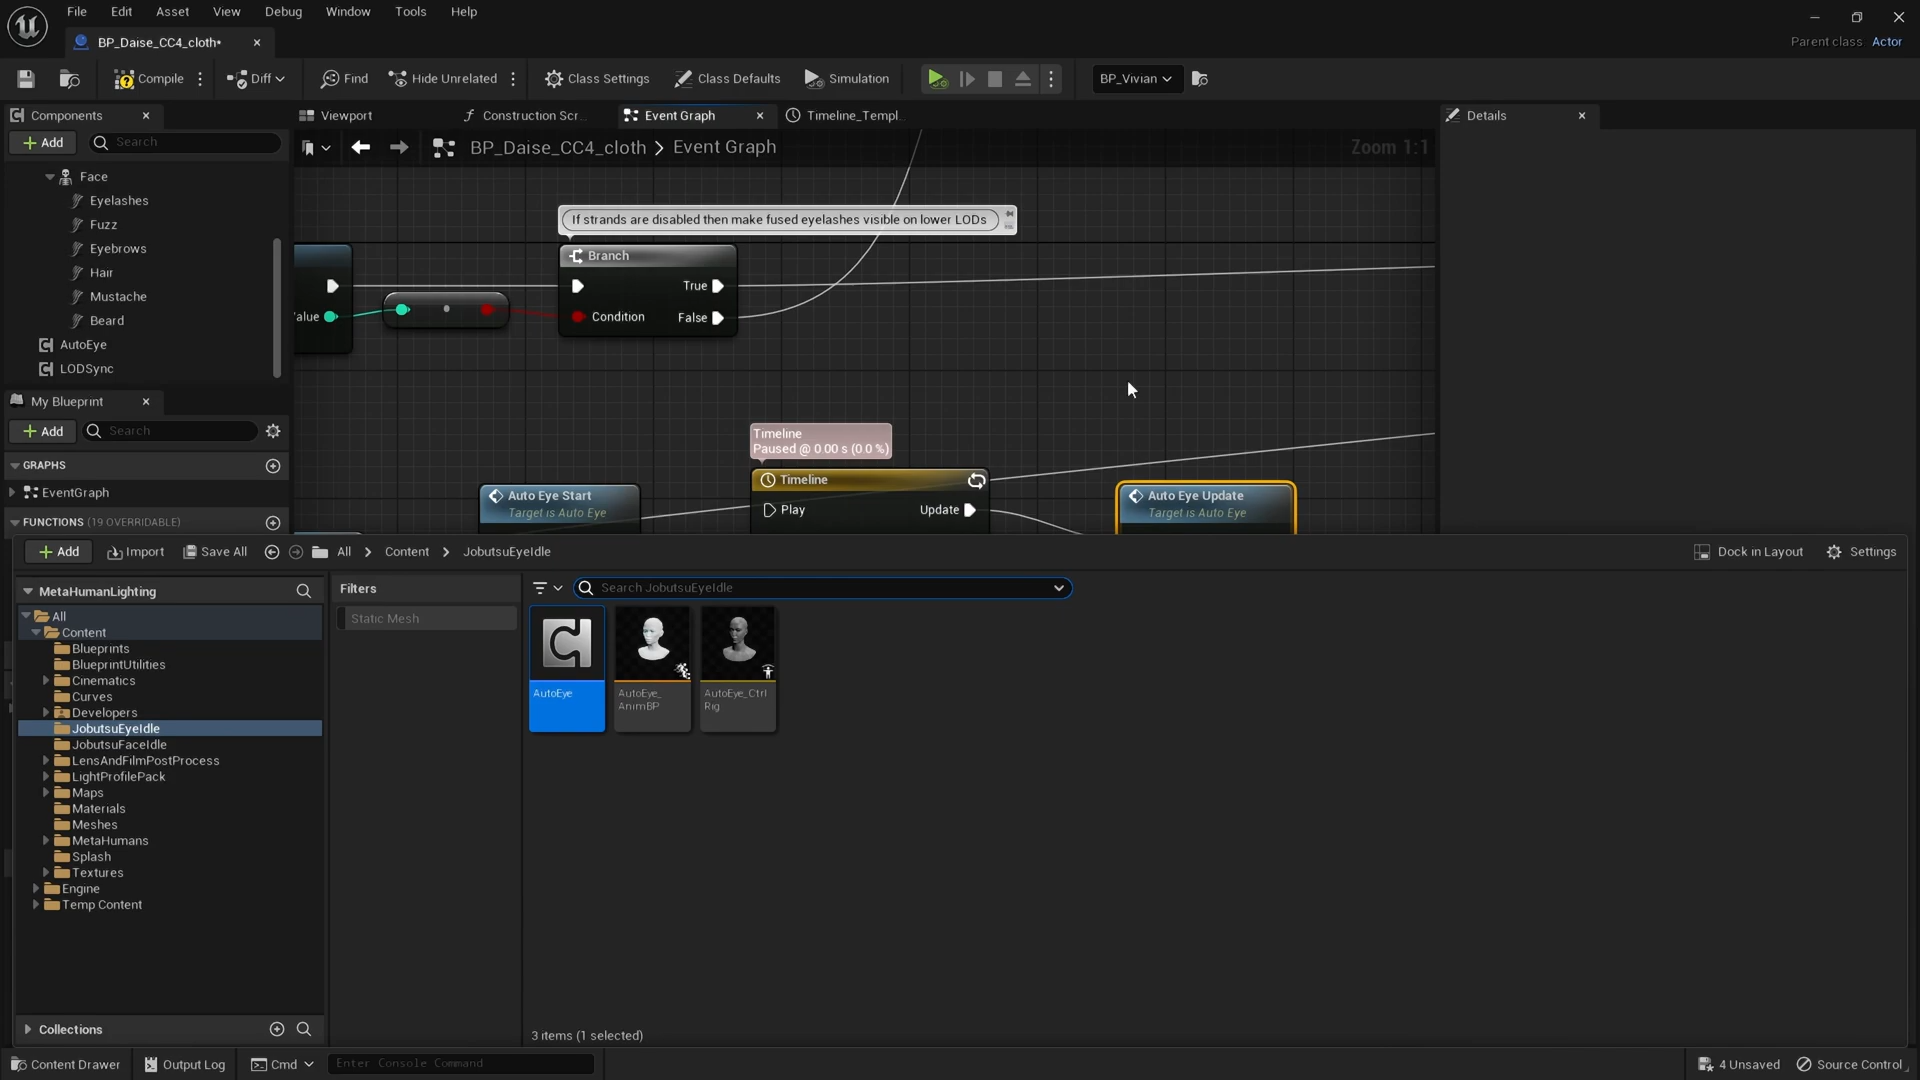 File Edit Asset View Debug Window Tools Help
BP_Daise_CC4_cloth*
Parent class Actor
Compile Diff Find Hide Unrelated Class Settings Class Defaults Simulation BP_Vivian
Components
Viewport Construction Scr... Event Graph Timeline_Templ... Details
Add Search
BP_Daise_CC4_cloth > Event Graph Zoom 1:1
Face
Eyelashes
Fuzz
Eyebrows
Hair
Mustache
Beard
AutoEye
LODSync
If strands are disabled then make fused eyelashes visible on lower LODs
Branch
True
alue
Condition False
My Blueprint
Add Search
GRAPHS
EventGraph
FUNCTIONS (19 OVERRIDABLE)
Timeline
Paused @ 0.00 s (0.0 %)
Timeline
Play Update
Auto Eye Start
Target is Auto Eye
Auto Eye Update
Target is Auto Eye
Add Import Save All All > Content > JobutsuEyeIdle Dock in Layout Settings
MetaHumanLighting
All
Content
Blueprints
BlueprintUtilities
Cinematics
Curves
Developers
JobutsuEyeIdle
JobutsuFaceIdle
LensAndFilmPostProcess
LightProfilePack
Maps
Materials
Meshes
MetaHumans
Splash
Textures
Engine
Temp Content
Collections
Filters
Static Mesh
Search JobutsuEyeIdle
AutoEye
AutoEye_
AnimBP
AutoEye_Ctrl
Rig
3 items (1 selected)
Content Drawer Output Log Cmd Enter Console Command 4 Unsaved Source Control